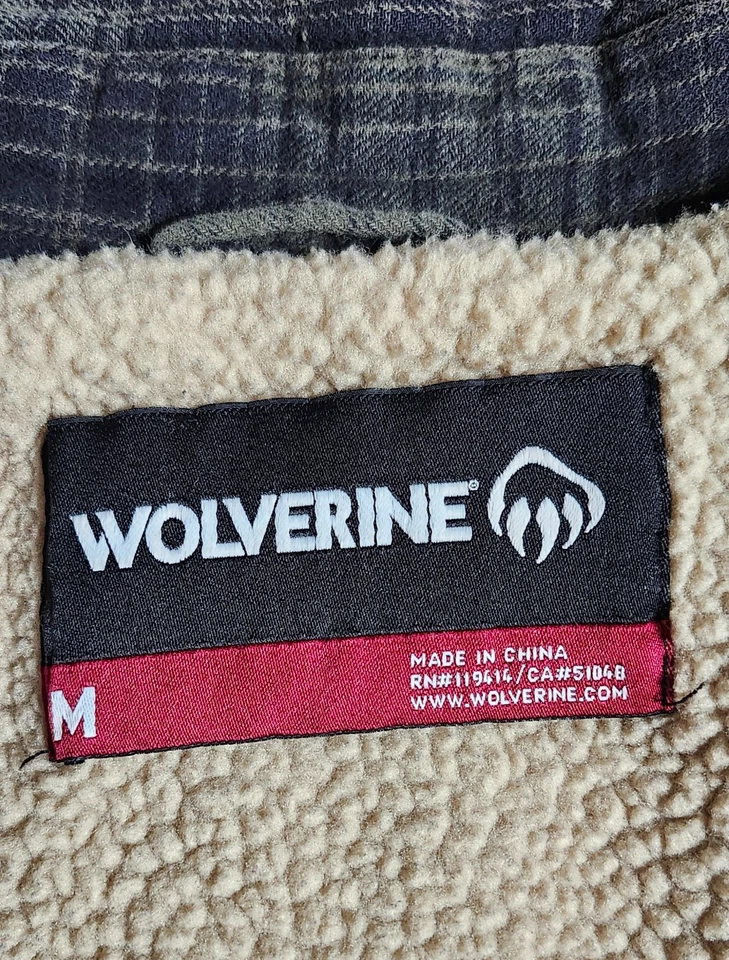 WOLVERINE®
M
MADE IN CHINA
RN#119414/CA#51048
WWW.WOLVERINE.COM